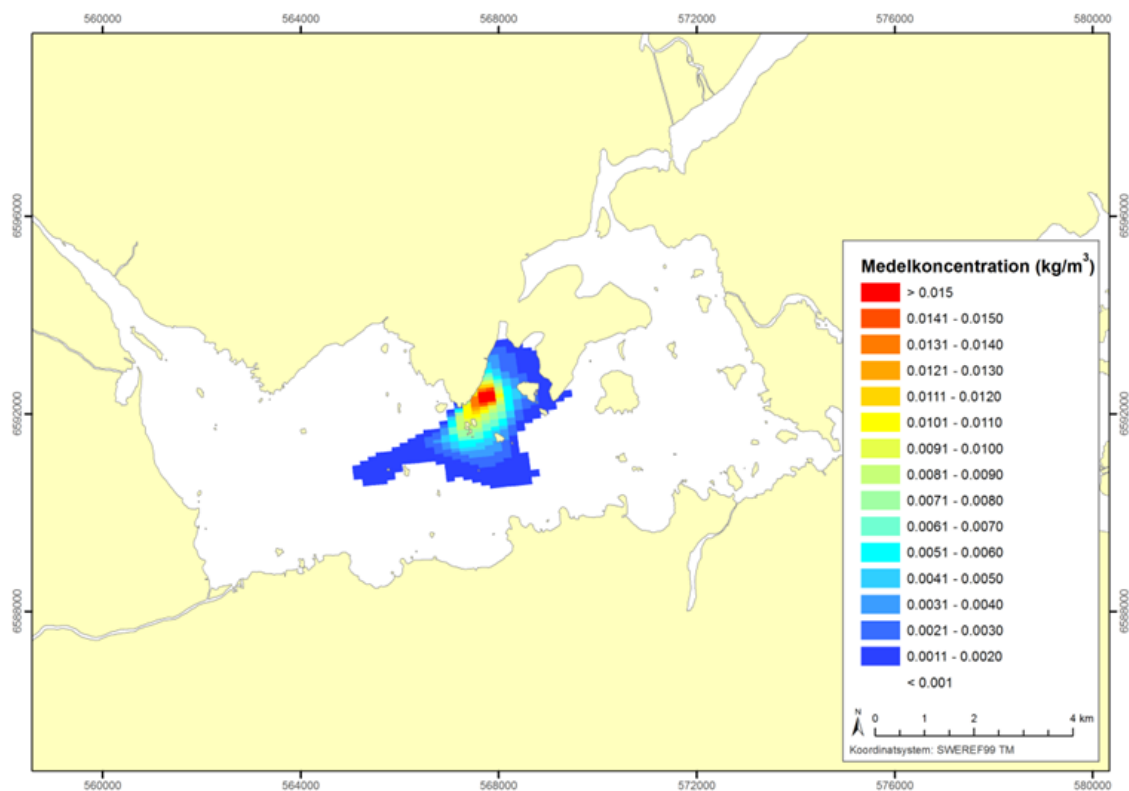 560000 564000 568000 572000 576000 580000
6596000 6596000
6592000 6592000
6588000 6588000
Medelkoncentration (kg/m³)
> 0.015
0.0141 - 0.0150
0.0131 - 0.0140
0.0121 - 0.0130
0.0111 - 0.0120
0.0101 - 0.0110
0.0091 - 0.0100
0.0081 - 0.0090
0.0071 - 0.0080
0.0061 - 0.0070
0.0051 - 0.0060
0.0041 - 0.0050
0.0031 - 0.0040
0.0021 - 0.0030
0.0011 - 0.0020
< 0.001
N
0 1 2 4 km
Koordinatsystem: SWEREF99 TM
560000 564000 568000 572000 576000 580000